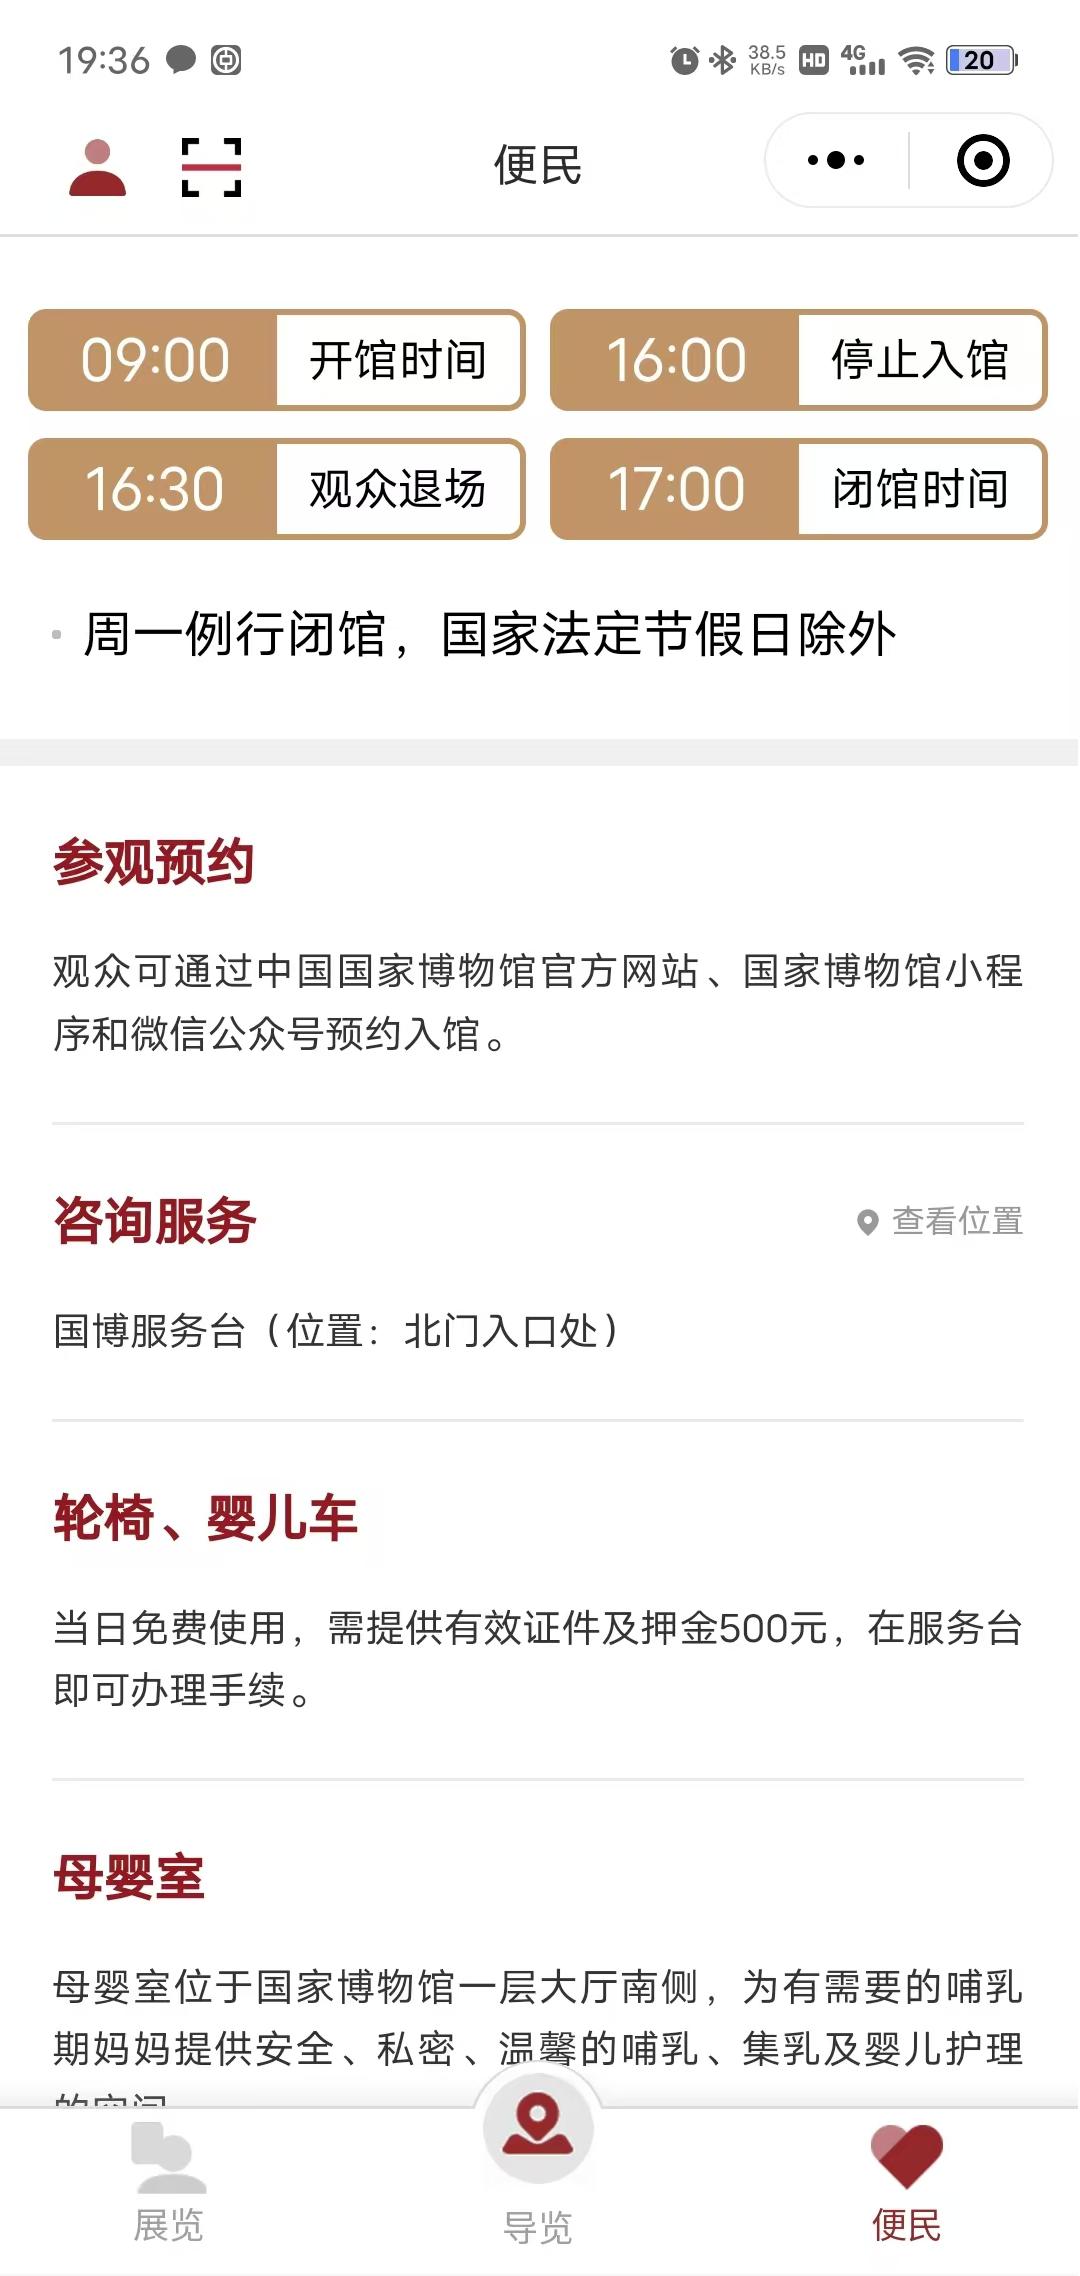 19:36
38.5 KB/s
HD
4G
20
便民
09:00 开馆时间
16:00 停止入馆
16:30 观众退场
17:00 闭馆时间
周一例行闭馆，国家法定节假日除外
参观预约
观众可通过中国国家博物馆官方网站、国家博物馆小程
序和微信公众号预约入馆。
咨询服务
查看位置
国博服务台（位置：北门入口处）
轮椅、婴儿车
当日免费使用，需提供有效证件及押金500元，在服务台
即可办理手续。
母婴室
母婴室位于国家博物馆一层大厅南侧，为有需要的哺乳
期妈妈提供安全、私密、温馨的哺乳、集乳及婴儿护理
展览
导览
便民